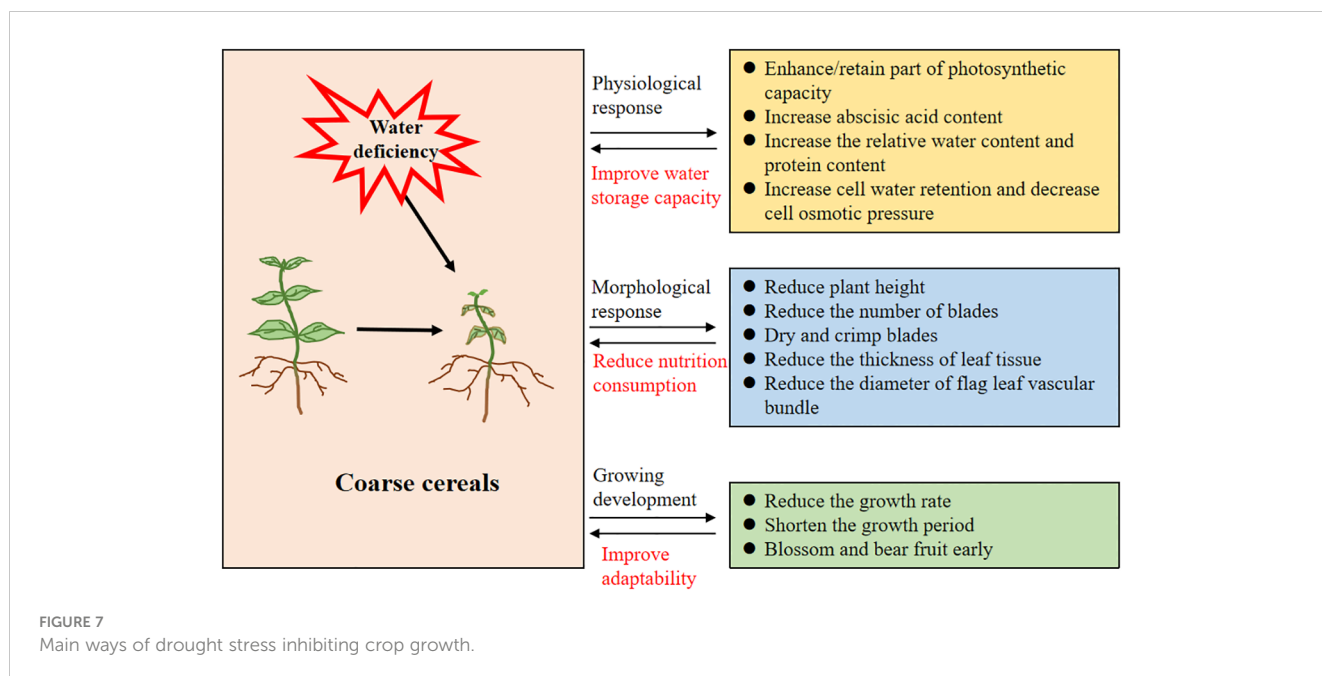 Water
deficiency
Coarse cereals
Physiological
response
Improve water
storage capacity
● Enhance/retain part of photosynthetic
capacity
● Increase abscisic acid content
● Increase the relative water content and
protein content
● Increase cell water retention and decrease
cell osmotic pressure
Morphological
response
Reduce nutrition
consumption
● Reduce plant height
● Reduce the number of blades
● Dry and crimp blades
● Reduce the thickness of leaf tissue
● Reduce the diameter of flag leaf vascular
bundle
Growing
development
Improve
adaptability
● Reduce the growth rate
● Shorten the growth period
● Blossom and bear fruit early
FIGURE 7
Main ways of drought stress inhibiting crop growth.